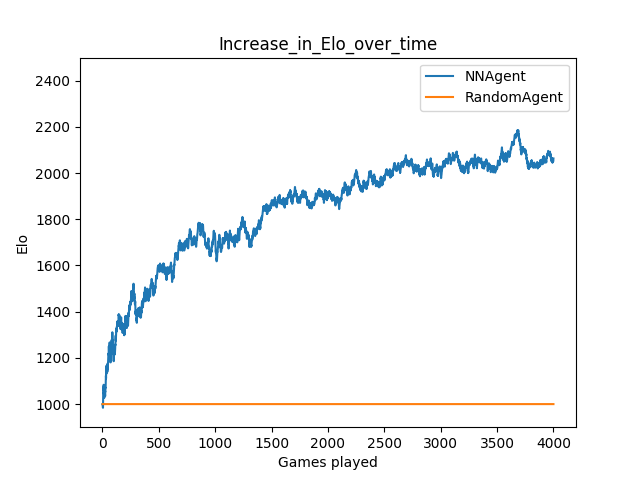 Increase_in_Elo_over_time
NNAgent
RandomAgent
2400
2200
2000
1800
1600
1400
1200
1000
Elo
0 500 1000 1500 2000 2500 3000 3500 4000
Games played